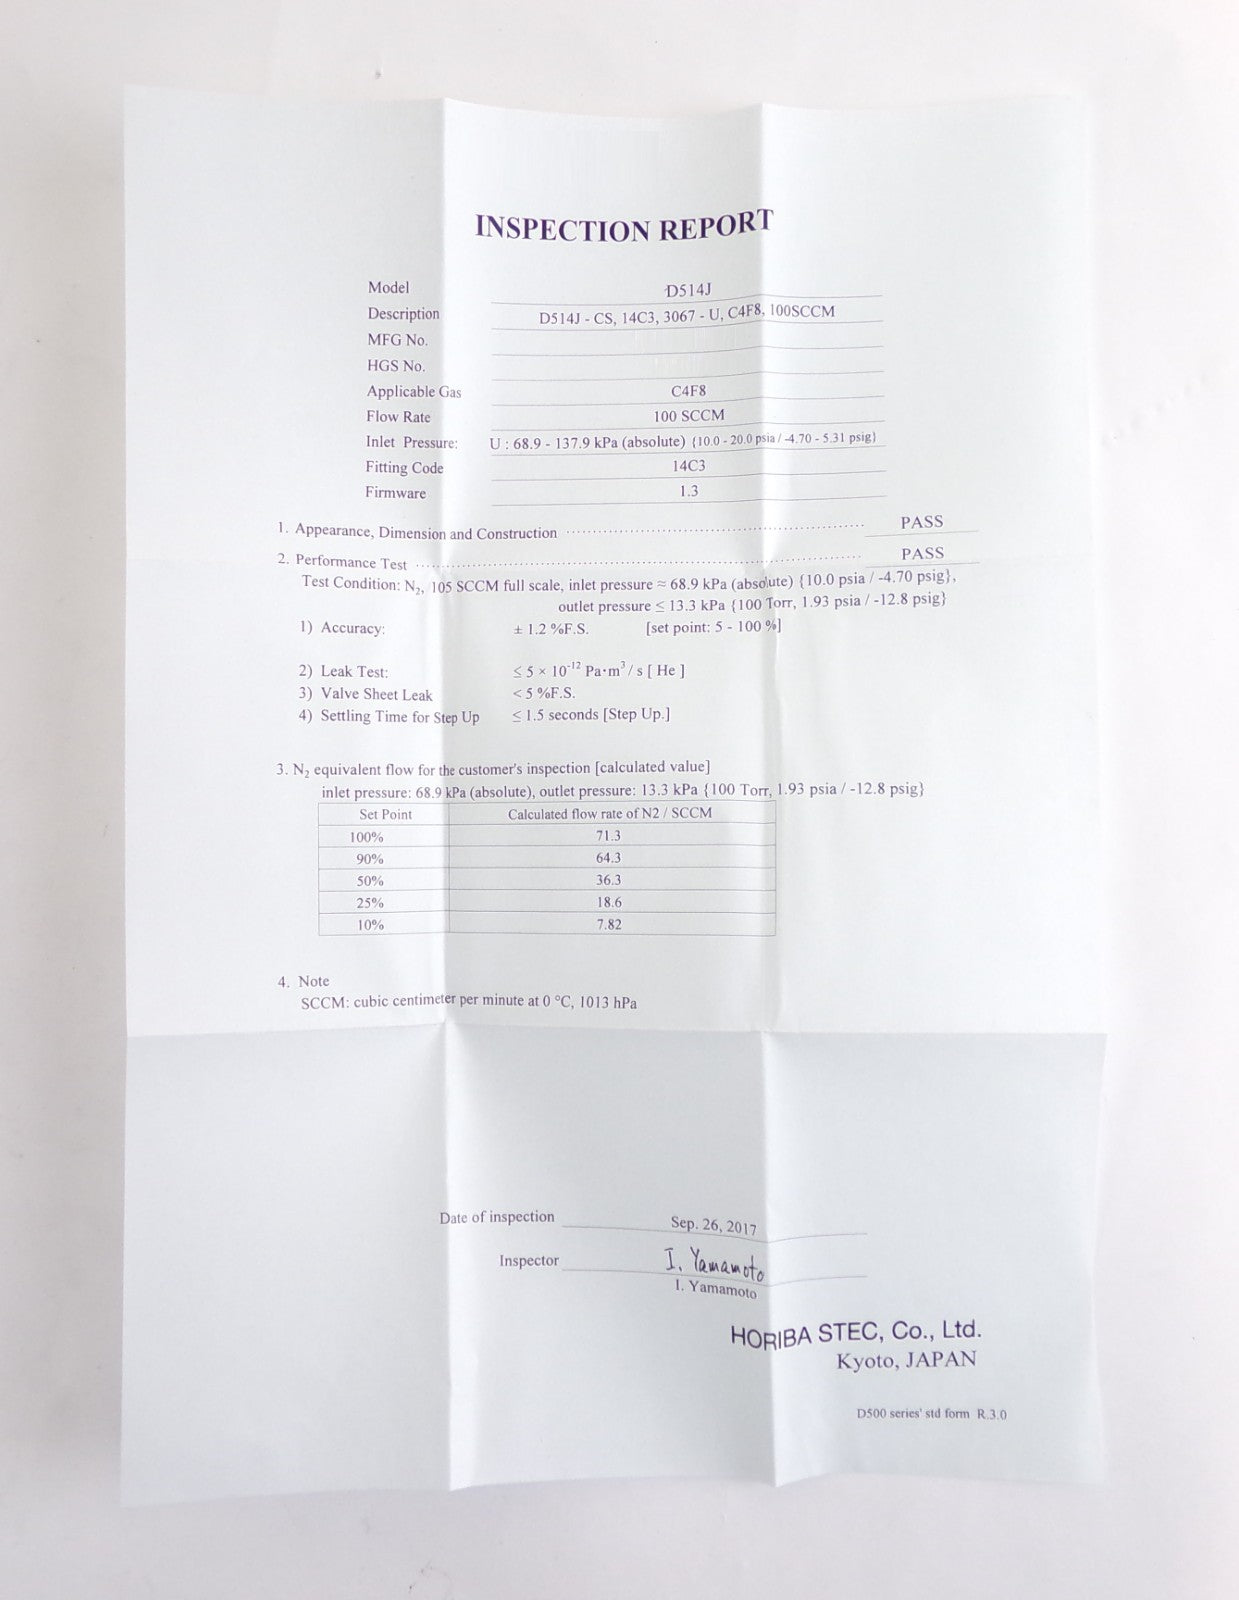 INSPECTION REPORT
Model D514J
Description D514J - CS, 14C3, 3067 - U, C4F8, 100SCCM
MFG No.
HGS No.
Applicable Gas C4F8
Flow Rate 100 SCCM
Inlet Pressure: U : 68.9 - 137.9 kPa (absolute) {10.0 - 20.0 psia / -4.70 - 5.31 psig}
Fitting Code 14C3
Firmware 1.3
1. Appearance, Dimension and Construction ........................ PASS
2. Performance Test ........................ PASS
Test Condition: N₂, 105 SCCM full scale, inlet pressure ≈ 68.9 kPa (absolute) {10.0 psia / -4.70 psig},
outlet pressure ≤ 13.3 kPa {100 Torr, 1.93 psia / -12.8 psig}
1) Accuracy: ± 1.2 %F.S. [set point: 5 - 100 %]
2) Leak Test: ≤ 5 × 10⁻¹² Pa·m³ / s [ He ]
3) Valve Sheet Leak < 5 %F.S.
4) Settling Time for Step Up ≤ 1.5 seconds [Step Up.]
3. N₂ equivalent flow for the customer's inspection [calculated value]
inlet pressure: 68.9 kPa (absolute), outlet pressure: 13.3 kPa {100 Torr, 1.93 psia / -12.8 psig}
Set Point Calculated flow rate of N2 / SCCM
100% 71.3
90% 64.3
50% 36.3
25% 18.6
10% 7.82
4. Note
SCCM: cubic centimeter per minute at 0 °C, 1013 hPa
Date of inspection Sep. 26, 2017
Inspector I. Yamamoto
I. Yamamoto
HORIBA STEC, Co., Ltd.
Kyoto, JAPAN
D500 series' std form R.3.0